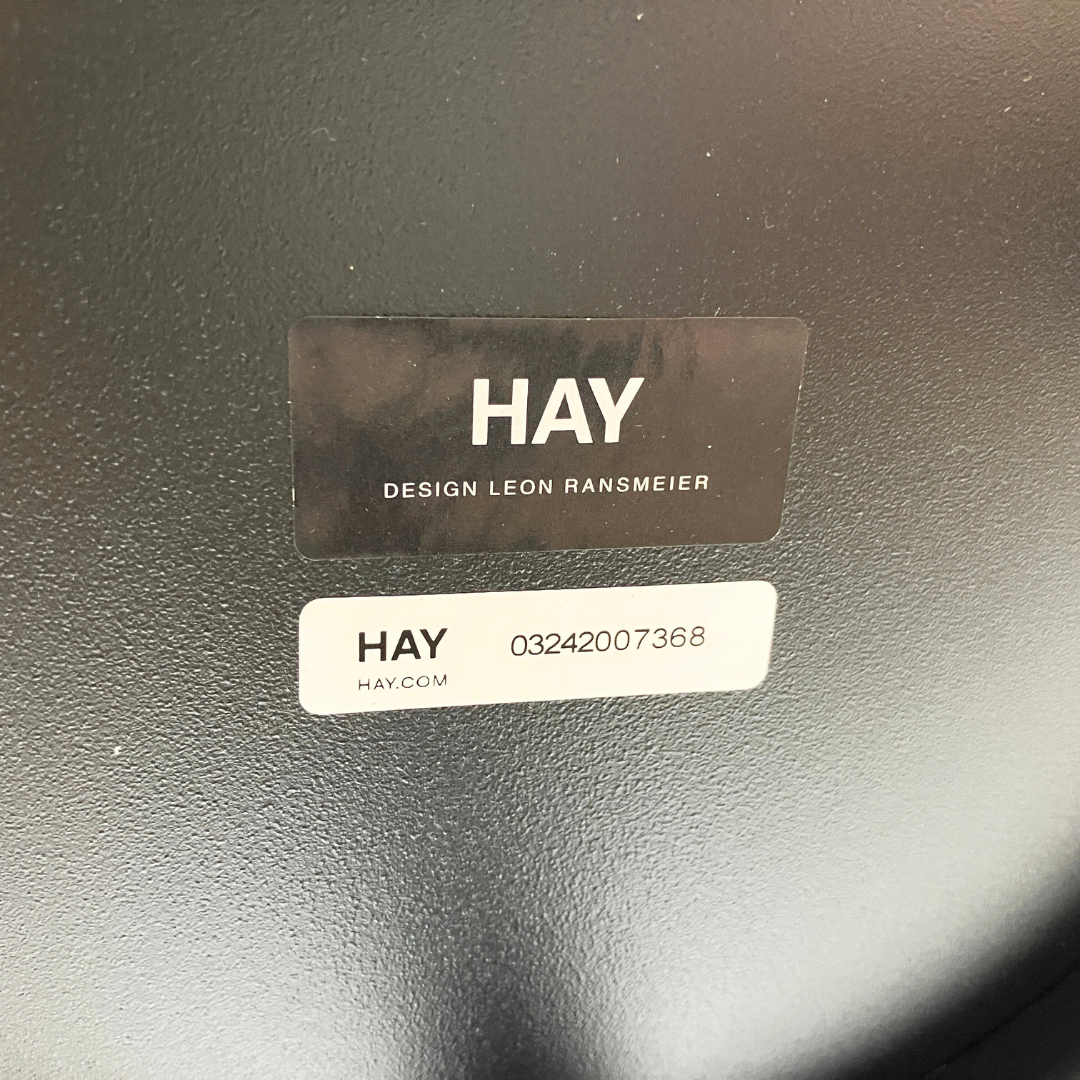 HAY
DESIGN LEON RANSMEIER
HAY 03242007368
HAY.COM